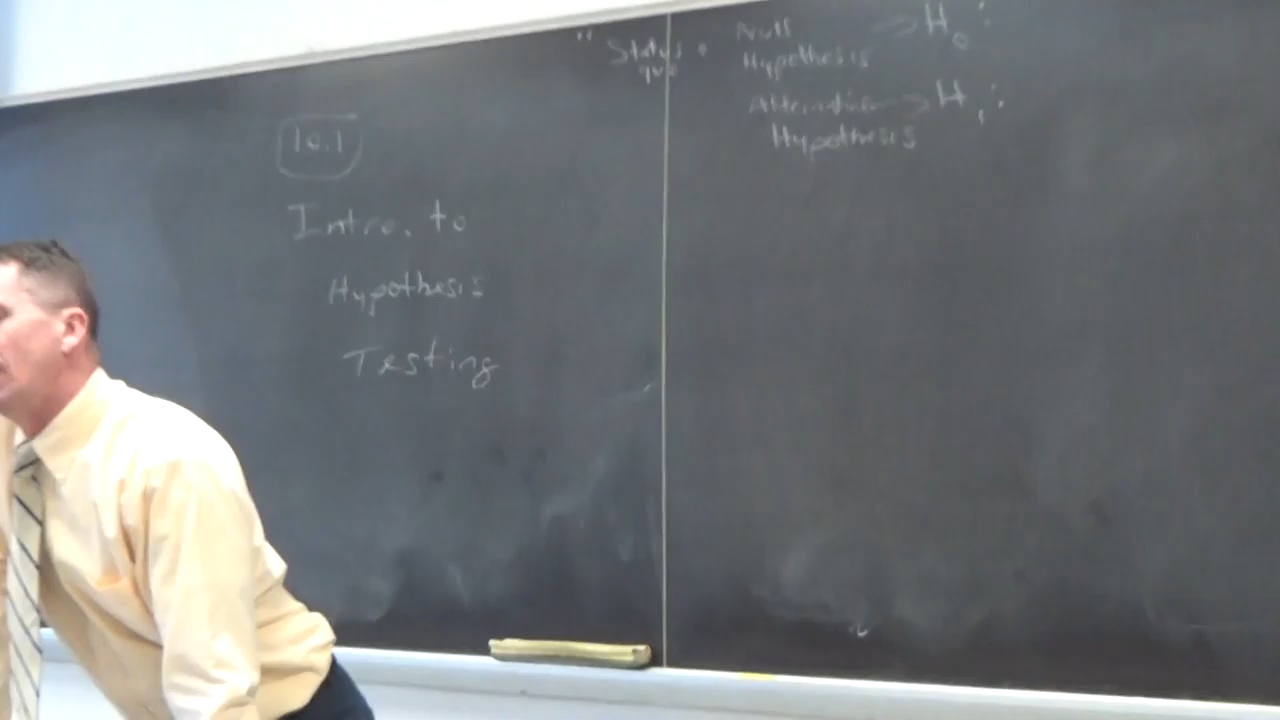 10.1
Intro. to
Hypothesis
Testing
"Status
quo"
Null → H₀:
Hypothesis
Alternative → H₁:
Hypothesis